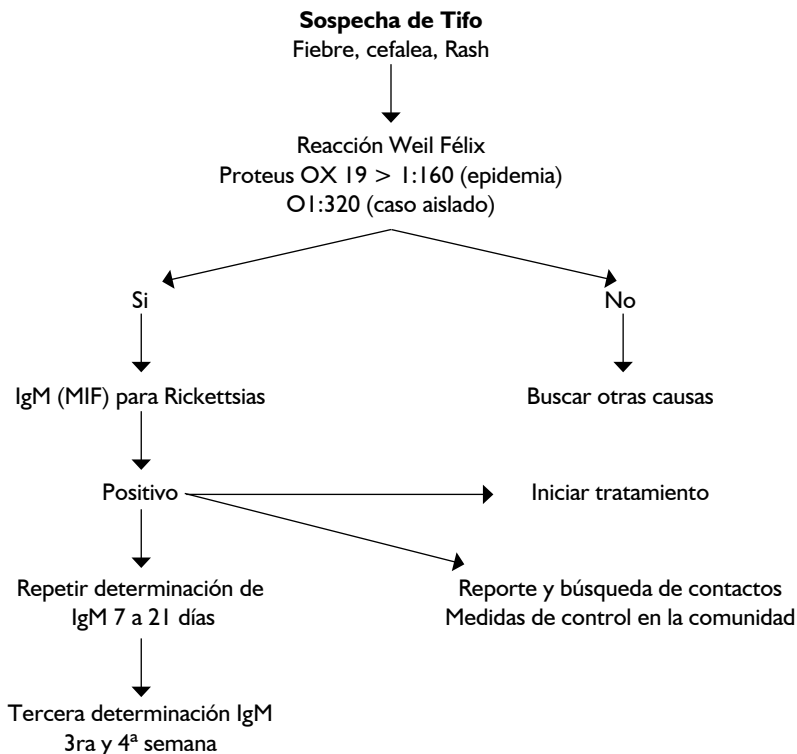 Sospecha de Tifo
Fiebre, cefalea, Rash
Reacción Weil Félix
Proteus OX 19 > 1:160 (epidemia)
O1:320 (caso aislado)
Si
No
IgM (MIF) para Rickettsias
Buscar otras causas
Positivo
Iniciar tratamiento
Repetir determinación de
IgM 7 a 21 días
Reporte y búsqueda de contactos
Medidas de control en la comunidad
Tercera determinación IgM
3ra y 4ª semana